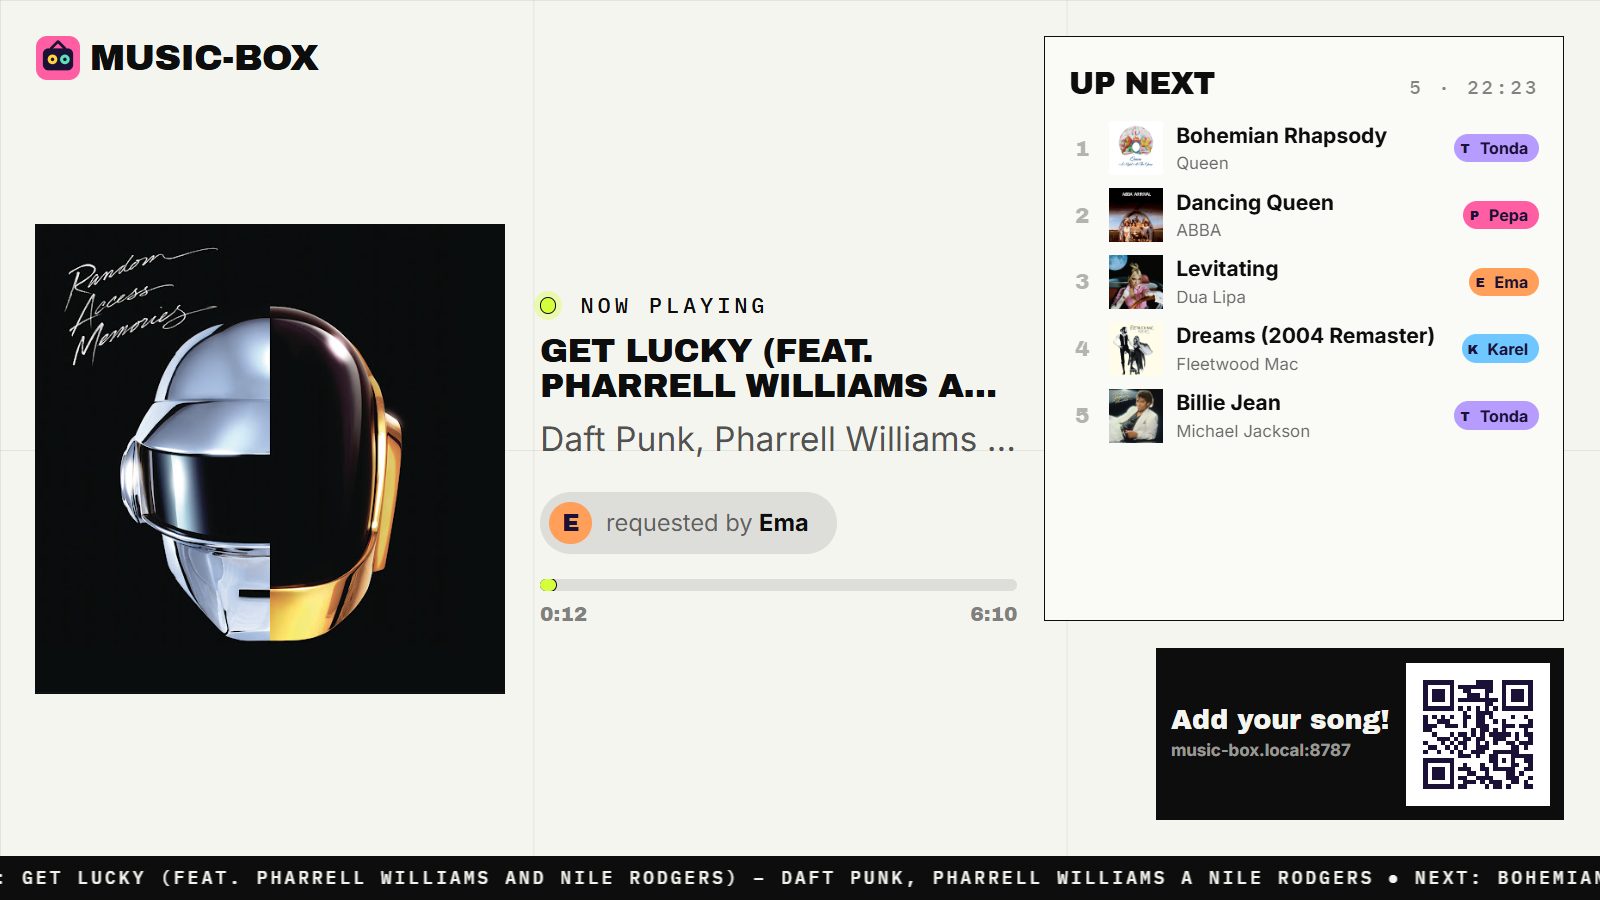 MUSIC-BOX
Random
Access
Memories
NOW PLAYING
GET LUCKY (FEAT.
PHARRELL WILLIAMS A...
Daft Punk, Pharrell Williams ...
E requested by Ema
0:12 6:10
UP NEXT 5 · 22:23
1 Bohemian Rhapsody
Queen
T Tonda
2 Dancing Queen
ABBA
P Pepa
3 Levitating
Dua Lipa
E Ema
4 Dreams (2004 Remaster)
Fleetwood Mac
K Karel
5 Billie Jean
Michael Jackson
T Tonda
Add your song!
music-box.local:8787
: GET LUCKY (FEAT. PHARRELL WILLIAMS AND NILE RODGERS) – DAFT PUNK, PHARRELL WILLIAMS A NILE RODGERS ● NEXT: BOHEMIAN